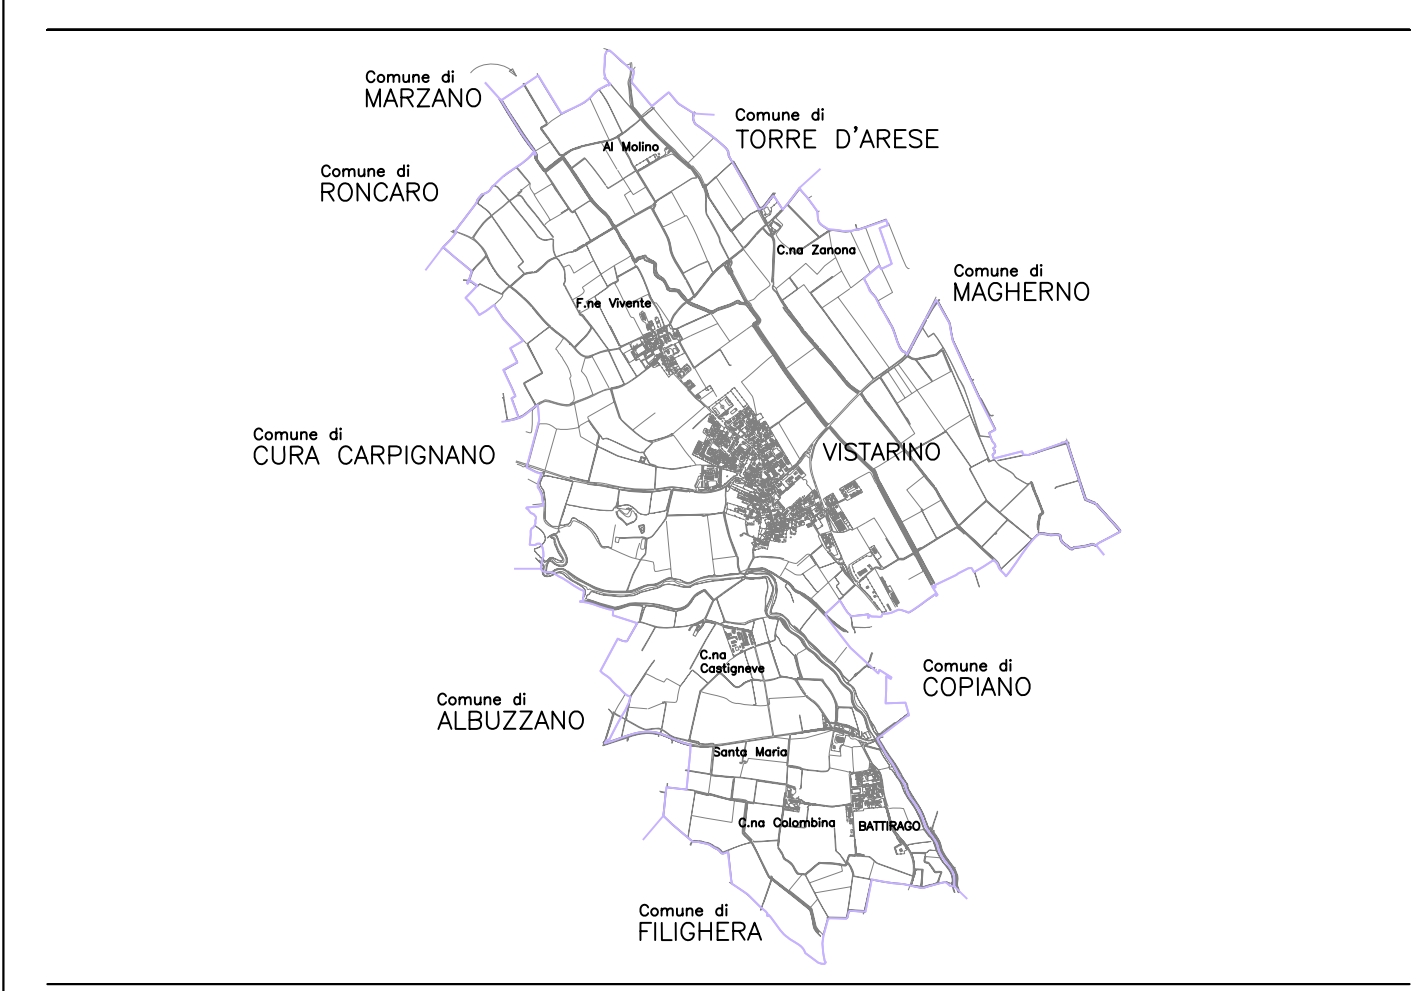 Comune di
MARZANO
Comune di
TORRE D'ARESE
Al Molino
Comune di
RONCARO
C.na Zanona
Comune di
MAGHERNO
F.ne Vivente
Comune di
CURA CARPIGNANO
VISTARINO
C.na
Castigneve
Comune di
COPIANO
Comune di
ALBUZZANO
Santa Maria
C.na Colombina
BATTIRAGO
Comune di
FILIGHERA